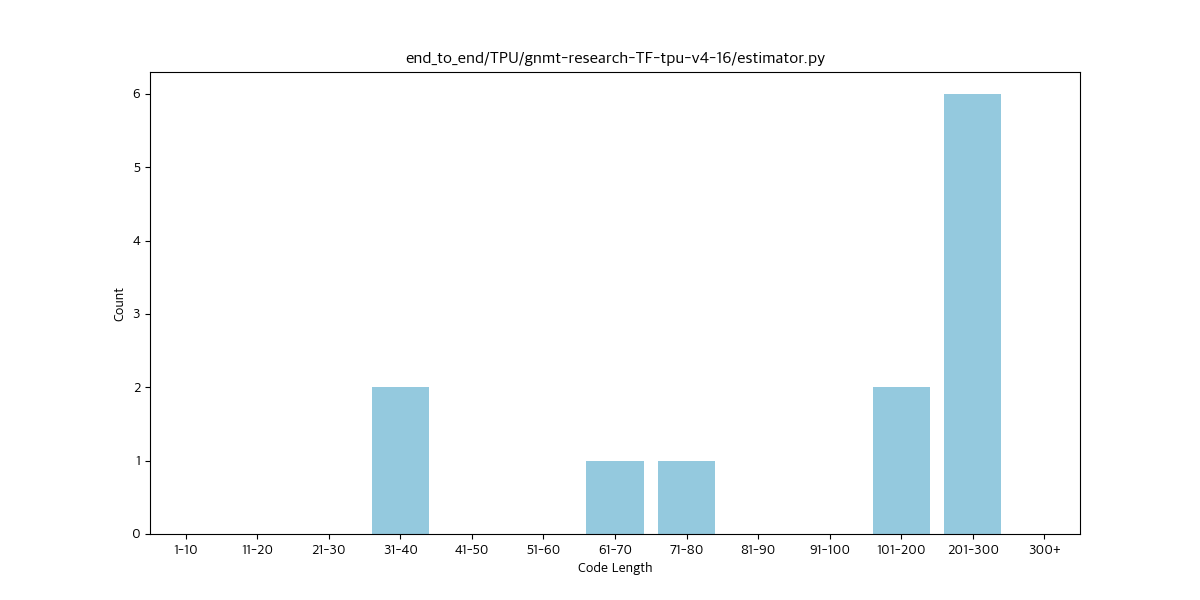 end_to_end/TPU/gnmt-research-TF-tpu-v4-16/estimator.py
6
5
4
3
2
1
0
Count
1-10 11-20 21-30 31-40 41-50 51-60 61-70 71-80 81-90 91-100 101-200 201-300 300+
Code Length